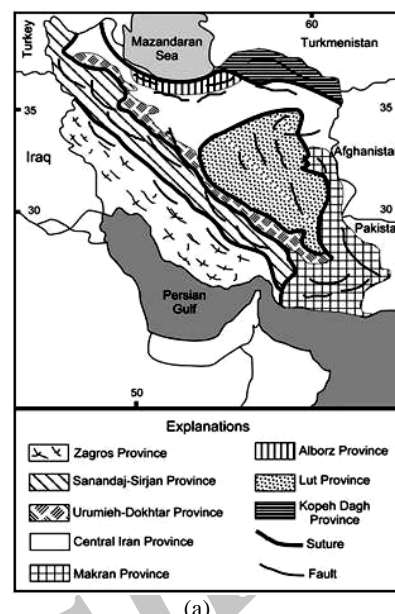 60
Turkey
Mazandaran
Sea
Turkmenistan
35
35
Iraq
Afghanistan
30
30
Pakista
Persian
Gulf
50
Explanations
Zagros Province
Alborz Province
Sanandaj-Sirjan Province
Lut Province
Urumieh-Dokhtar Province
Kopeh Dagh
Province
Central Iran Province
Suture
Makran Province
Fault
(a)